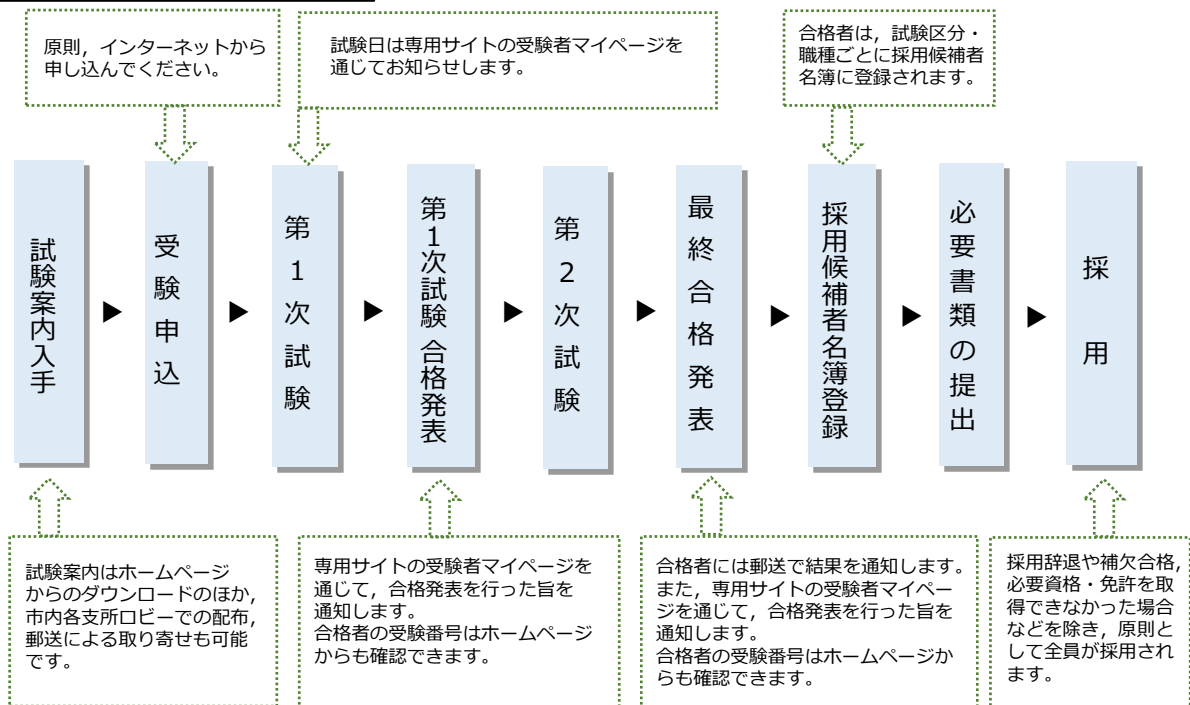 原則，インターネットから
申し込んでください。
試験日は専用サイトの受験者マイページを
通じてお知らせします。
合格者は，試験区分・
職種ごとに採用候補者
名簿に登録されます。
試験案内入手
▶
受験申込
▶
第１次試験
▶
第１次試験 合格発表
▶
第２次試験
▶
最終合格発表
▶
採用候補者名簿登録
▶
必要書類の提出
▶
採用
試験案内はホームページ
からのダウンロードのほか，
市内各支所ロビーでの配布，
郵送による取り寄せも可能
です。
専用サイトの受験者マイページを
通じて，合格発表を行った旨を
通知します。
合格者の受験番号はホームページ
からも確認できます。
合格者には郵送で結果を通知します。
また，専用サイトの受験者マイペー
ジを通じて，合格発表を行った旨を
通知します。
合格者の受験番号はホームページか
らも確認できます。
採用辞退や補欠合格，
必要資格・免許を取
得できなかった場合
などを除き，原則と
して全員が採用され
ます。